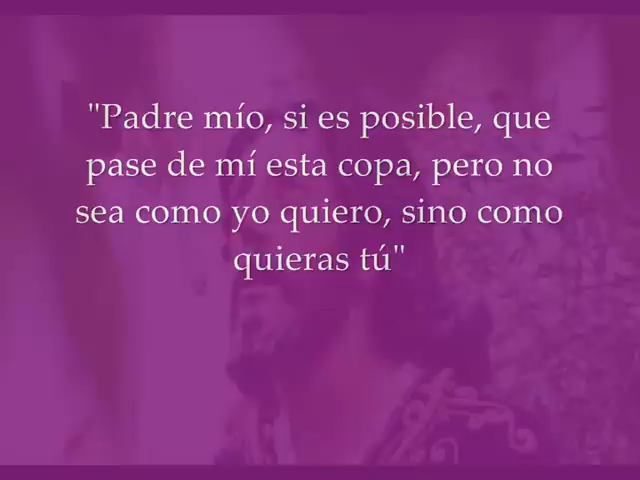 "Padre mío, si es posible, que
pase de mí esta copa, pero no
sea como yo quiero, sino como
quieras tú"